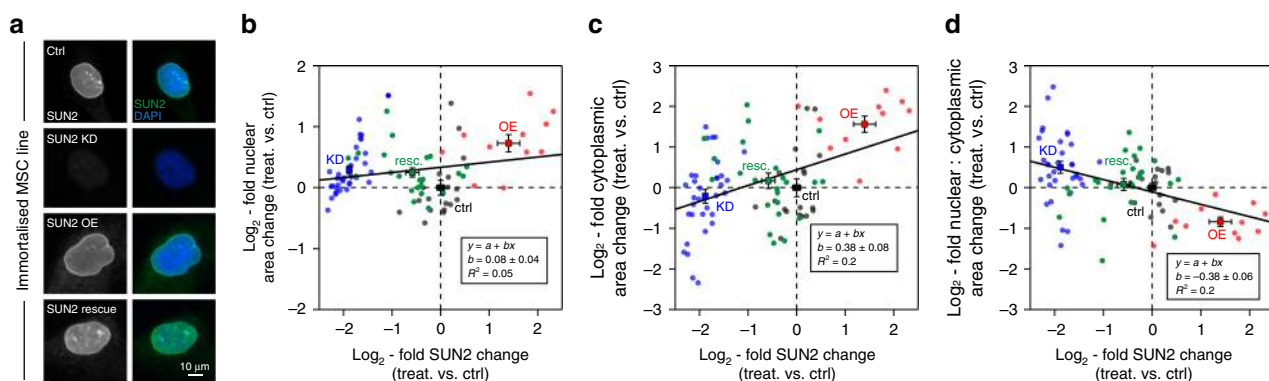 a
Immortalised MSC line
Ctrl
SUN2
SUN2
DAPI
SUN2 KD
SUN2 OE
SUN2 rescue
10 μm
b
Log2 - fold nuclear
area change (treat. vs. ctrl)
2
1
0
–1
–2
KD
resc.
OE
ctrl
y = a + bx
b = 0.08 ± 0.04
R² = 0.05
–2 –1 0 1 2
Log2 - fold SUN2 change
(treat. vs. ctrl)
c
Log2 - fold cytoplasmic
area change (treat. vs. ctrl)
3
2
1
0
–1
–2
–3
OE
resc.
KD
ctrl
y = a + bx
b = 0.38 ± 0.08
R² = 0.2
–2 –1 0 1 2
Log2 - fold SUN2 change
(treat. vs. ctrl)
d
Log2 - fold nuclear : cytoplasmic
area change (treat. vs. ctrl)
3
2
1
0
–1
–2
–3
KD
resc.
ctrl
OE
y = a + bx
b = –0.38 ± 0.06
R² = 0.2
–2 –1 0 1 2
Log2 - fold SUN2 change
(treat. vs. ctrl)